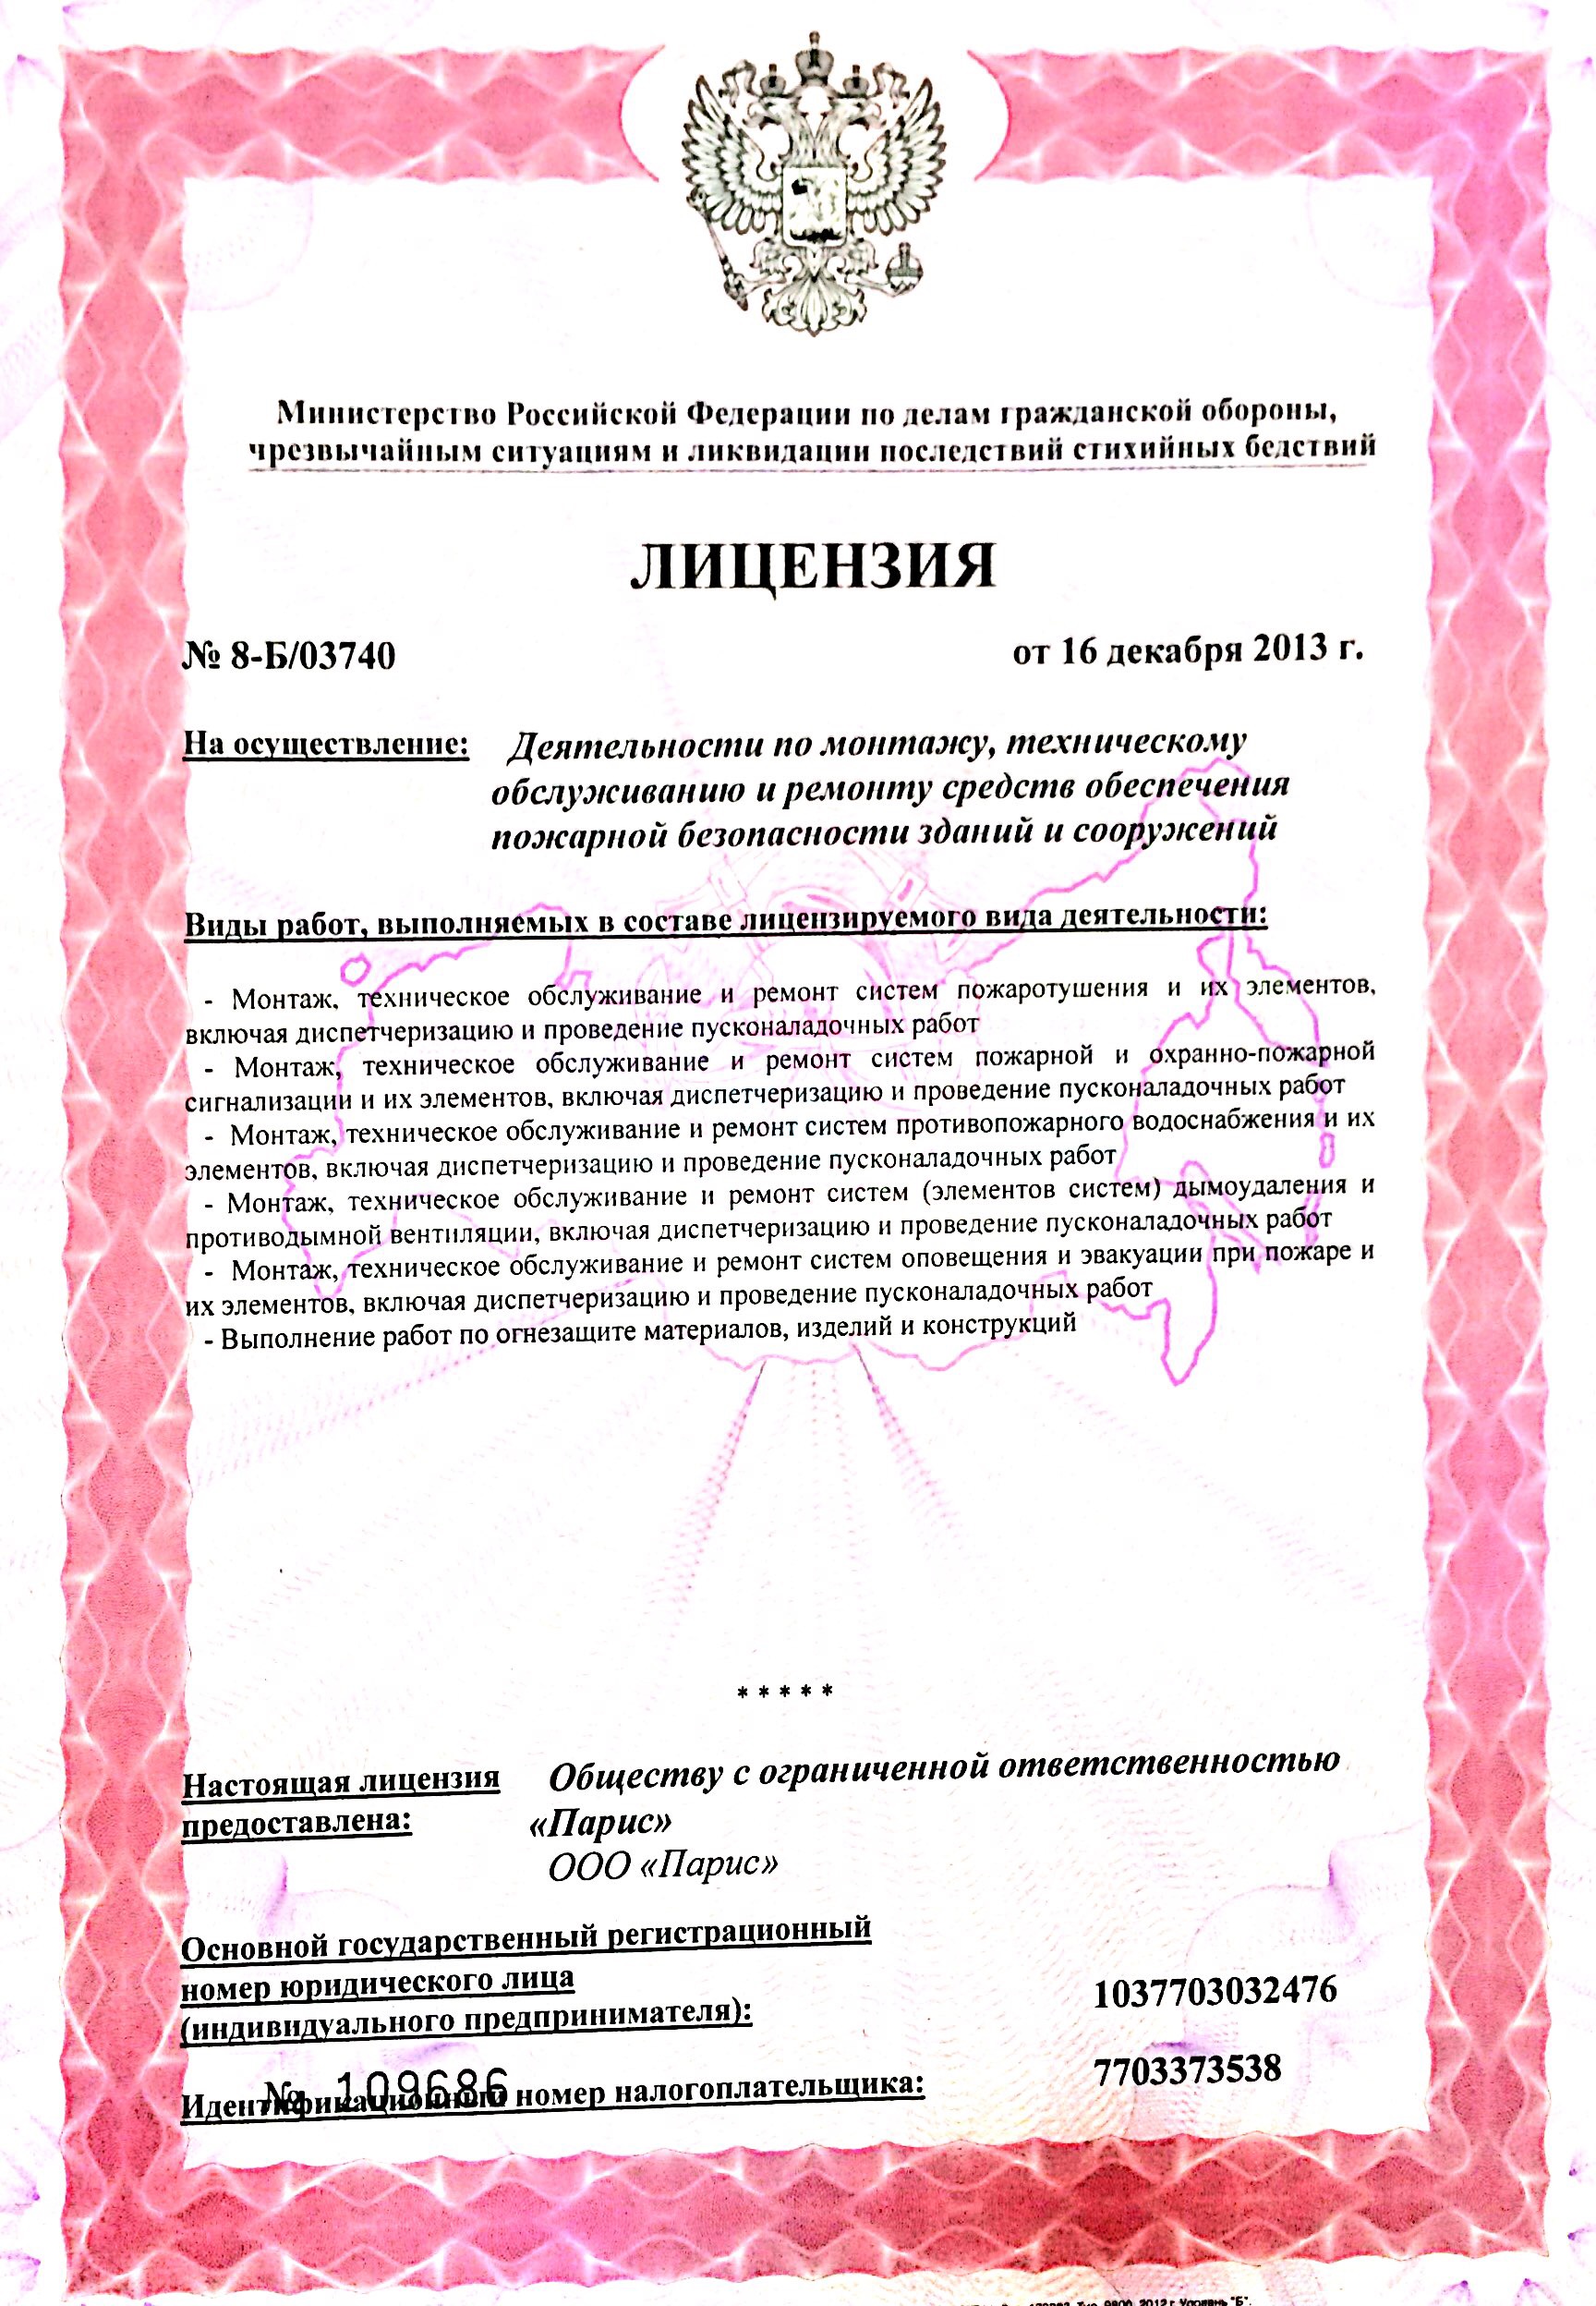 Министерство Российской Федерации по делам гражданской обороны,
чрезвычайным ситуациям и ликвидации последствий стихийных бедствий
ЛИЦЕНЗИЯ
№ 8-Б/03740 от 16 декабря 2013 г.
На осуществление: Деятельности по монтажу, техническому
обслуживанию и ремонту средств обеспечения
пожарной безопасности зданий и сооружений
Виды работ, выполняемых в составе лицензируемого вида деятельности:
- Монтаж, техническое обслуживание и ремонт систем пожаротушения и их элементов,
включая диспетчеризацию и проведение пусконаладочных работ
- Монтаж, техническое обслуживание и ремонт систем пожарной и охранно-пожарной
сигнализации и их элементов, включая диспетчеризацию и проведение пусконаладочных работ
- Монтаж, техническое обслуживание и ремонт систем противопожарного водоснабжения и их
элементов, включая диспетчеризацию и проведение пусконаладочных работ
- Монтаж, техническое обслуживание и ремонт систем (элементов систем) дымоудаления и
противодымной вентиляции, включая диспетчеризацию и проведение пусконаладочных работ
- Монтаж, техническое обслуживание и ремонт систем оповещения и эвакуации при пожаре и
их элементов, включая диспетчеризацию и проведение пусконаладочных работ
- Выполнение работ по огнезащите материалов, изделий и конструкций
* * * * *
Настоящая лицензия Обществу с ограниченной ответственностью
предоставлена: «Парис»
ООО «Парис»
Основной государственный регистрационный
номер юридического лица 1037703032476
(индивидуального предпринимателя):
Идентификационный номер налогоплательщика: 7703373538
№ 109686
2012 г. Уровень "Б".